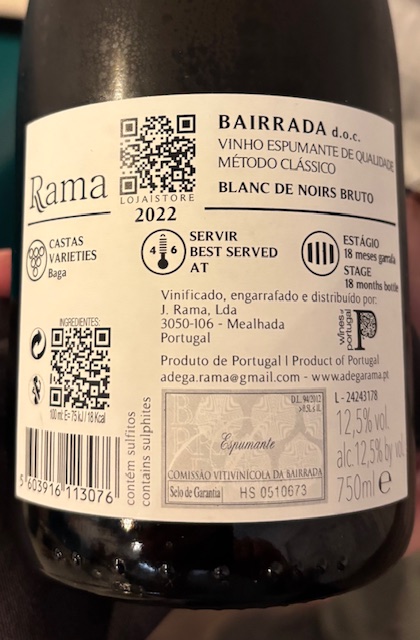 Rama
LOJAISTORE
2022
BAIRRADA d.o.c.
VINHO ESPUMANTE DE QUALIDADE
MÉTODO CLÁSSICO
BLANC DE NOIRS BRUTO
CASTAS
VARIETIES
Baga
4 6
SERVIR
BEST SERVED
AT
ESTÁGIO
18 meses garrafa
STAGE
18 months bottle
INGREDIENTES:
100 ml: E= 75 kJ / 18 Kcal
5 603916 113076
contém sulfitos
contains sulphites
Vinificado, engarrafado e distribuído por:
J. Rama, Lda
3050-106 - Mealhada
Portugal
wines of
portugal
Produto de Portugal | Product of Portugal
adega.rama@gmail.com - www.adegarama.pt
D.L. 94/2012
Espumante
COMISSÃO VITIVINÍCOLA DA BAIRRADA
Selo de Garantia
HS 0510673
L - 24243178
12,5% vol.
alc.12,5% by vol.
750ml e